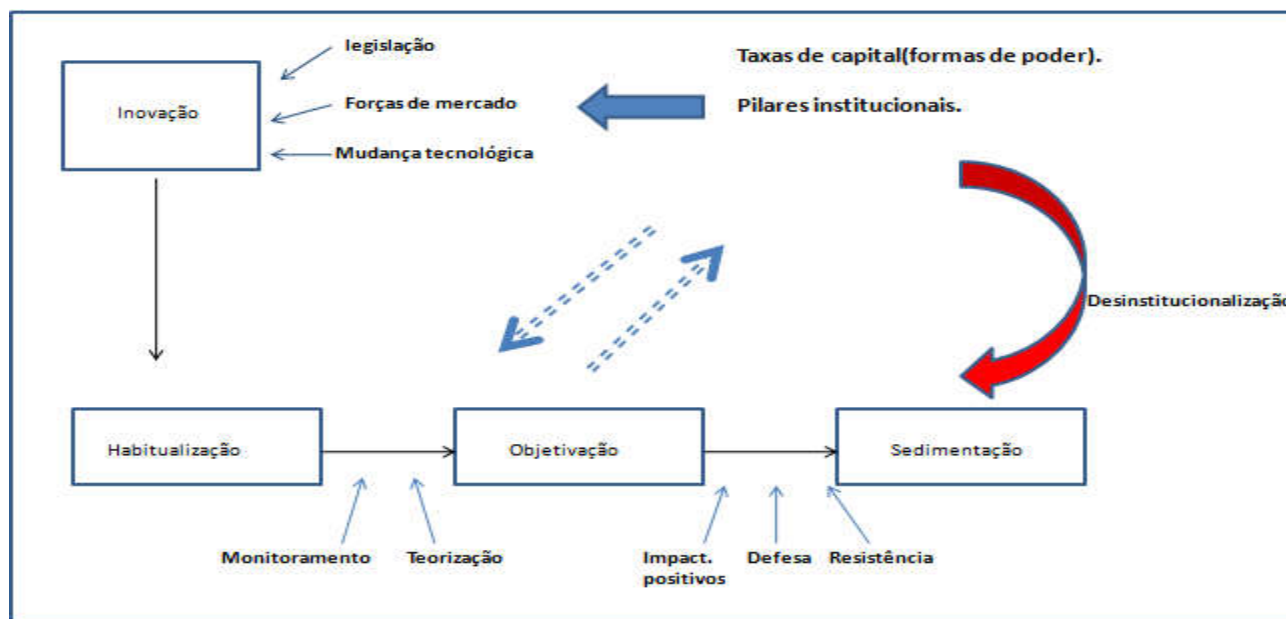 legislação
Taxas de capital(formas de poder).
Inovação
Forças de mercado
Pilares institucionais.
Mudança tecnológica
Desinstitucionalização
Habitualização
Objetivação
Sedimentação
Monitoramento
Teorização
Impact.
positivos
Defesa
Resistência